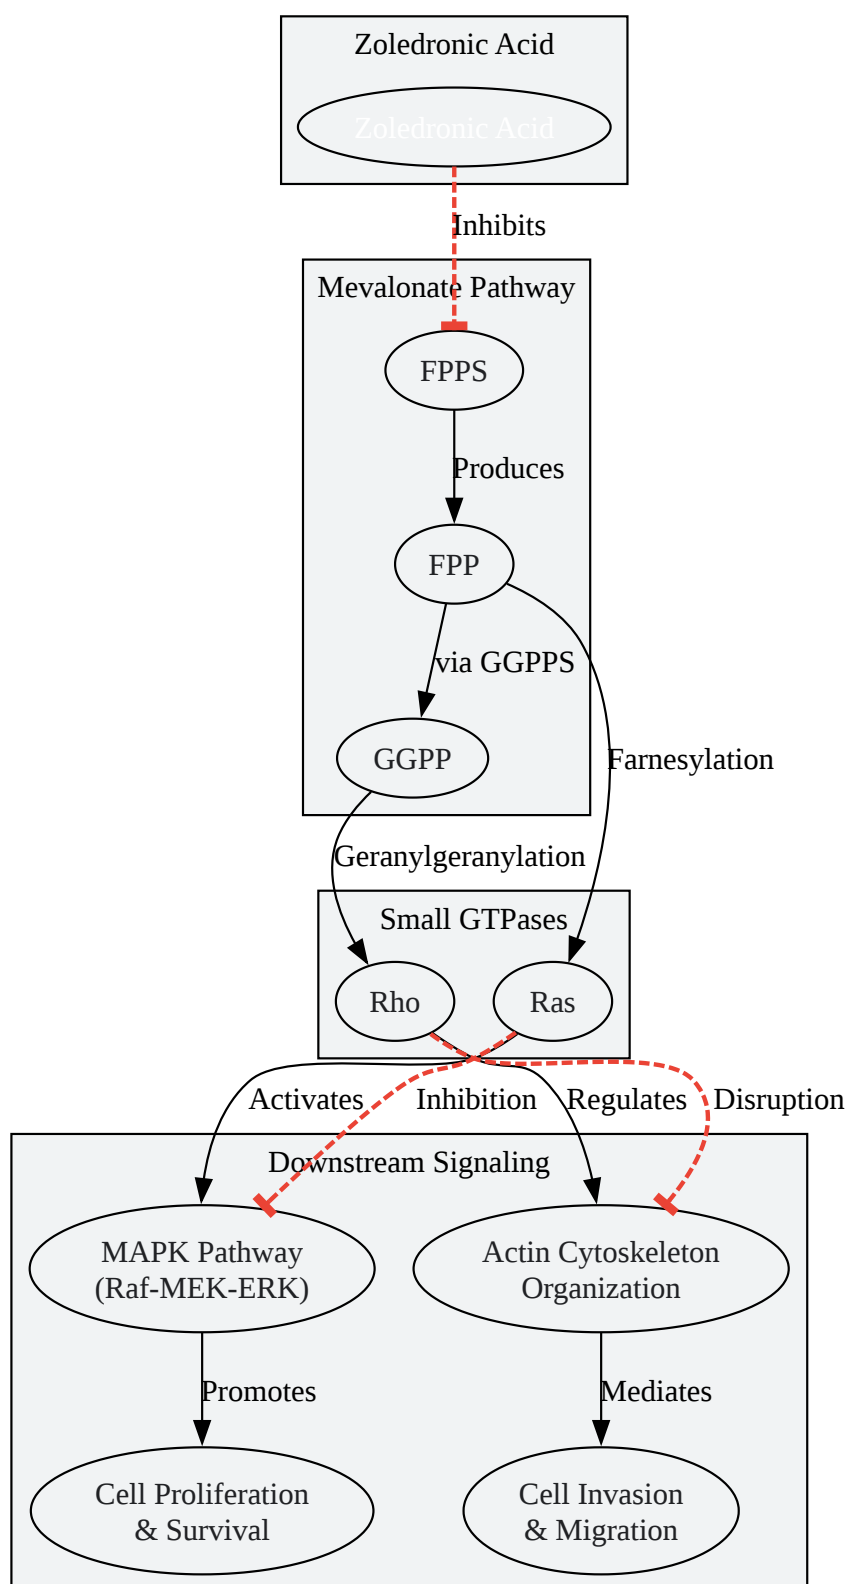 Zoledronic Acid
Zoledronic Acid
Inhibits
Mevalonate Pathway
FPPS
Produces
FPP
via GGPPS
GGPP
Farnesylation
Geranylgeranylation
Small GTPases
Rho
Ras
Activates
Inhibition
Regulates
Disruption
Downstream Signaling
MAPK Pathway
(Raf-MEK-ERK)
Actin Cytoskeleton
Organization
Promotes
Mediates
Cell Proliferation
& Survival
Cell Invasion
& Migration